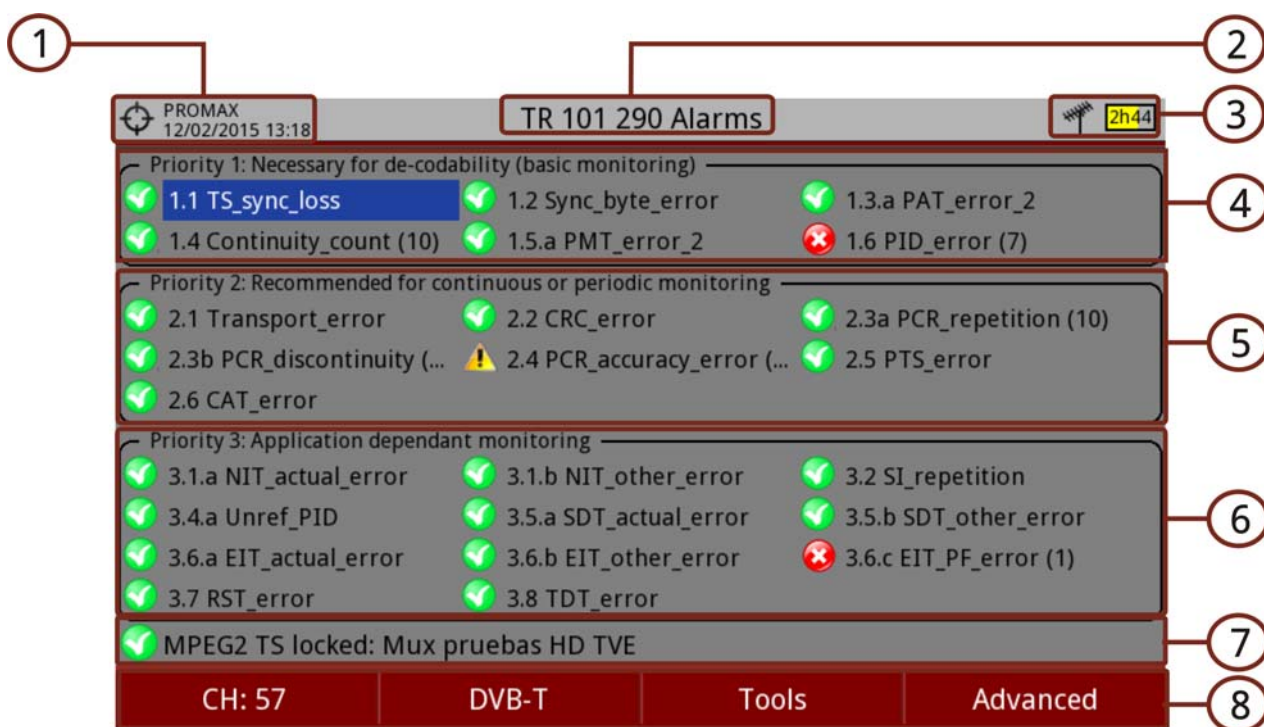 1
2
PROMAX
12/02/2015 13:18
TR 101 290 Alarms
2h44
3
Priority 1: Necessary for de-codability (basic monitoring)
1.1 TS_sync_loss
1.2 Sync_byte_error
1.3.a PAT_error_2
4
1.4 Continuity_count (10)
1.5.a PMT_error_2
1.6 PID_error (7)
Priority 2: Recommended for continuous or periodic monitoring
2.1 Transport_error
2.2 CRC_error
2.3a PCR_repetition (10)
5
2.3b PCR_discontinuity (...
2.4 PCR_accuracy_error (...
2.5 PTS_error
2.6 CAT_error
Priority 3: Application dependant monitoring
3.1.a NIT_actual_error
3.1.b NIT_other_error
3.2 SI_repetition
3.4.a Unref_PID
3.5.a SDT_actual_error
3.5.b SDT_other_error
6
3.6.a EIT_actual_error
3.6.b EIT_other_error
3.6.c EIT_PF_error (1)
3.7 RST_error
3.8 TDT_error
MPEG2 TS locked: Mux pruebas HD TVE
7
CH: 57
DVB-T
Tools
Advanced
8